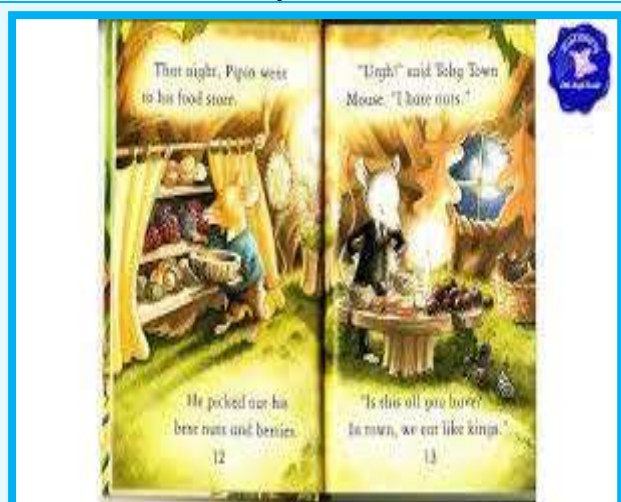 That night, Pipin went
to his food store.
He picked out his
best nuts and berries.
12
"Urgh!" said Toby Town
Mouse. "I hate nuts."
"Is this all you have?
In town, we eat like kings."
13